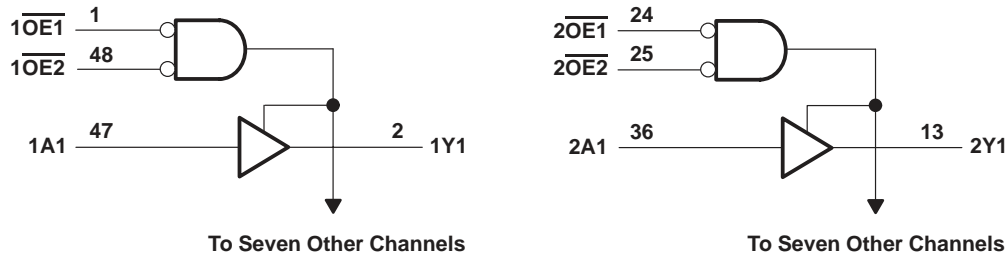 1OE1 1
1OE2 48
1A1 47 2 1Y1
To Seven Other Channels
2OE1 24
2OE2 25
2A1 36 13 2Y1
To Seven Other Channels